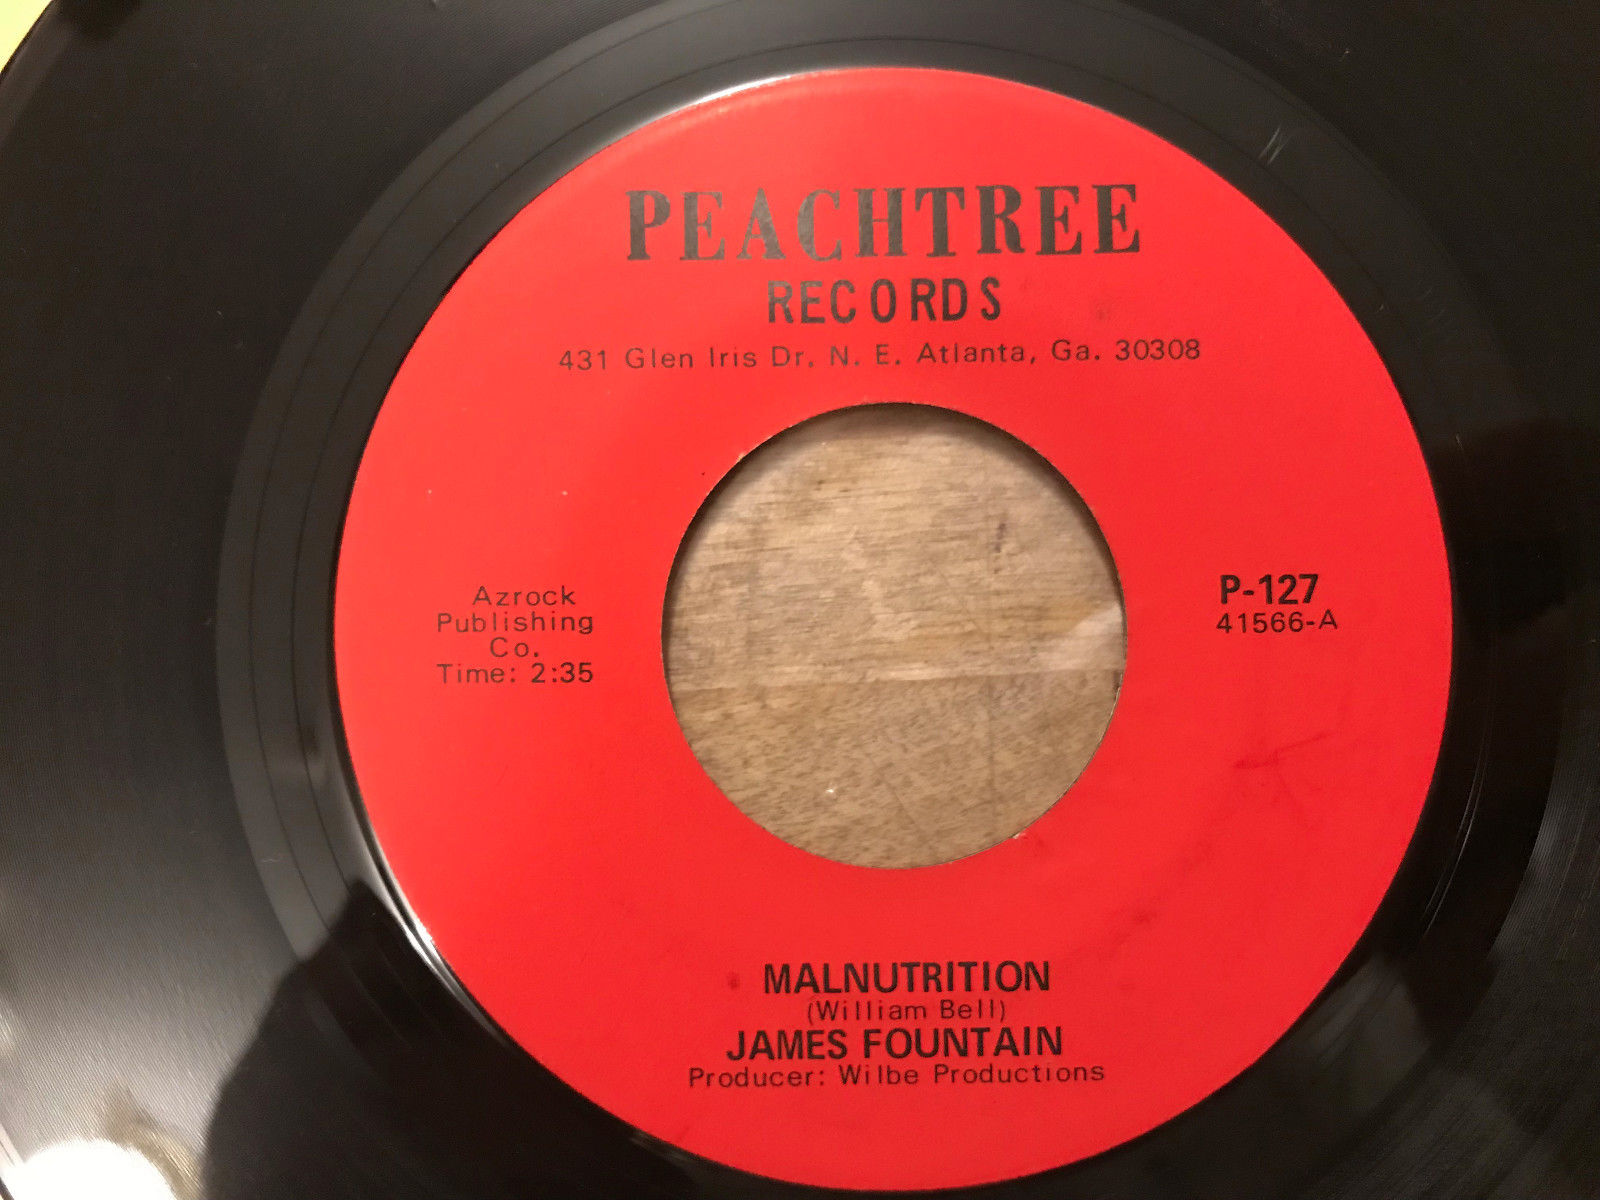 PEACHTREE
RECORDS
431 Glen Iris Dr. N. E. Atlanta, Ga. 30308
Azrock
Publishing
Co.
Time: 2:35
P-127
41566-A
MALNUTRITION
(William Bell)
JAMES FOUNTAIN
Producer: Wilbe Productions